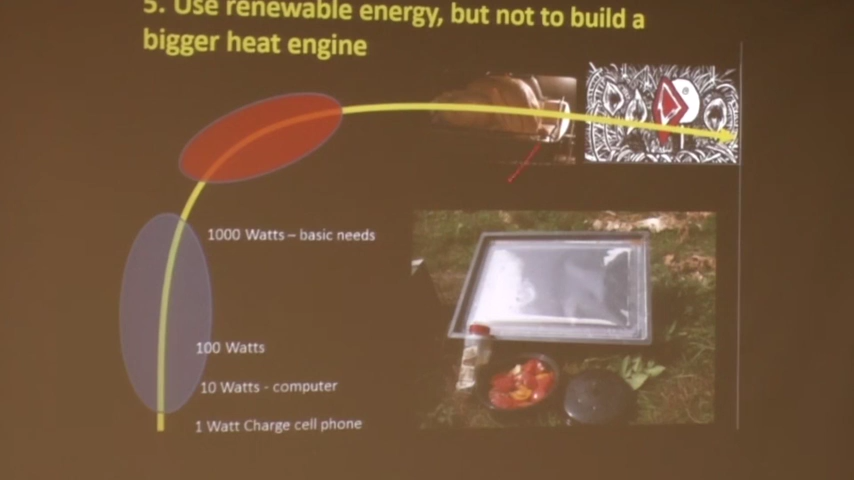 5. Use renewable energy, but not to build a
bigger heat engine
1000 Watts – basic needs
100 Watts
10 Watts - computer
1 Watt Charge cell phone